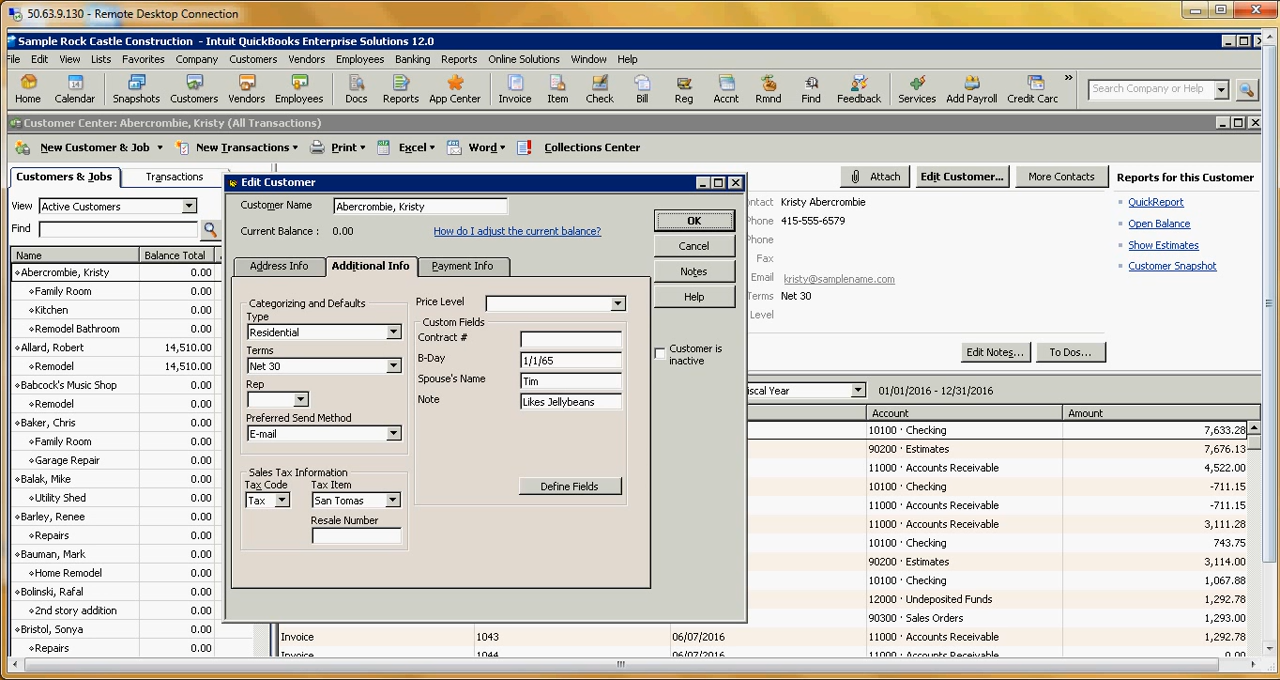 50.63.9.130 - Remote Desktop Connection
Sample Rock Castle Construction - Intuit QuickBooks Enterprise Solutions 12.0
File Edit View Lists Favorites Company Customers Vendors Employees Banking Reports Online Solutions Window Help
Home Calendar Snapshots Customers Vendors Employees Docs Reports App Center Invoice Item Check Bill Reg Accnt Rmnd Find Feedback Services Add Payroll Credit Carc Search Company or Help
Customer Center: Abercrombie, Kristy (All Transactions)
New Customer & Job New Transactions Print Excel Word Collections Center
Customers & Jobs Transactions
View Active Customers
Find
Name Balance Total
Abercrombie, Kristy 0.00
Family Room 0.00
Kitchen 0.00
Remodel Bathroom 0.00
Allard, Robert 14,510.00
Remodel 14,510.00
Babcock's Music Shop 0.00
Remodel 0.00
Baker, Chris 0.00
Family Room 0.00
Garage Repair 0.00
Balak, Mike 0.00
Utility Shed 0.00
Barley, Renee 0.00
Repairs 0.00
Bauman, Mark 0.00
Home Remodel 0.00
Bolinski, Rafal 0.00
2nd story addition 0.00
Bristol, Sonya 0.00
Repairs 0.00
Edit Customer
Customer Name Abercrombie, Kristy
Current Balance : 0.00 How do I adjust the current balance?
OK
Cancel
Notes
Help
Customer is
inactive
Address Info Additional Info Payment Info
Categorizing and Defaults
Type
Residential
Terms
Net 30
Rep
Preferred Send Method
E-mail
Sales Tax Information
Tax Code Tax Item
Tax San Tomas
Resale Number
Price Level
Custom Fields
Contract #
B-Day 1/1/65
Spouse's Name Tim
Note Likes Jellybeans
Define Fields
Attach Edit Customer... More Contacts
ntact Kristy Abercrombie
Phone 415-555-6579
Phone
Fax
Email kristy@samplename.com
Terms Net 30
Level
Edit Notes... To Dos...
Reports for this Customer
QuickReport
Open Balance
Show Estimates
Customer Snapshot
iscal Year 01/01/2016 - 12/31/2016
Account Amount
10100 · Checking 7,633.28
90200 · Estimates 7,676.13
11000 · Accounts Receivable 4,522.00
10100 · Checking -711.15
11000 · Accounts Receivable -711.15
11000 · Accounts Receivable 3,111.28
10100 · Checking 743.75
90200 · Estimates 3,114.00
10100 · Checking 1,067.88
12000 · Undeposited Funds 1,292.78
90300 · Sales Orders 1,293.00
Invoice 1043 06/07/2016 11000 · Accounts Receivable 1,292.78
Invoice 1044 06/07/2016 11000 · Accounts Receivable 0.00